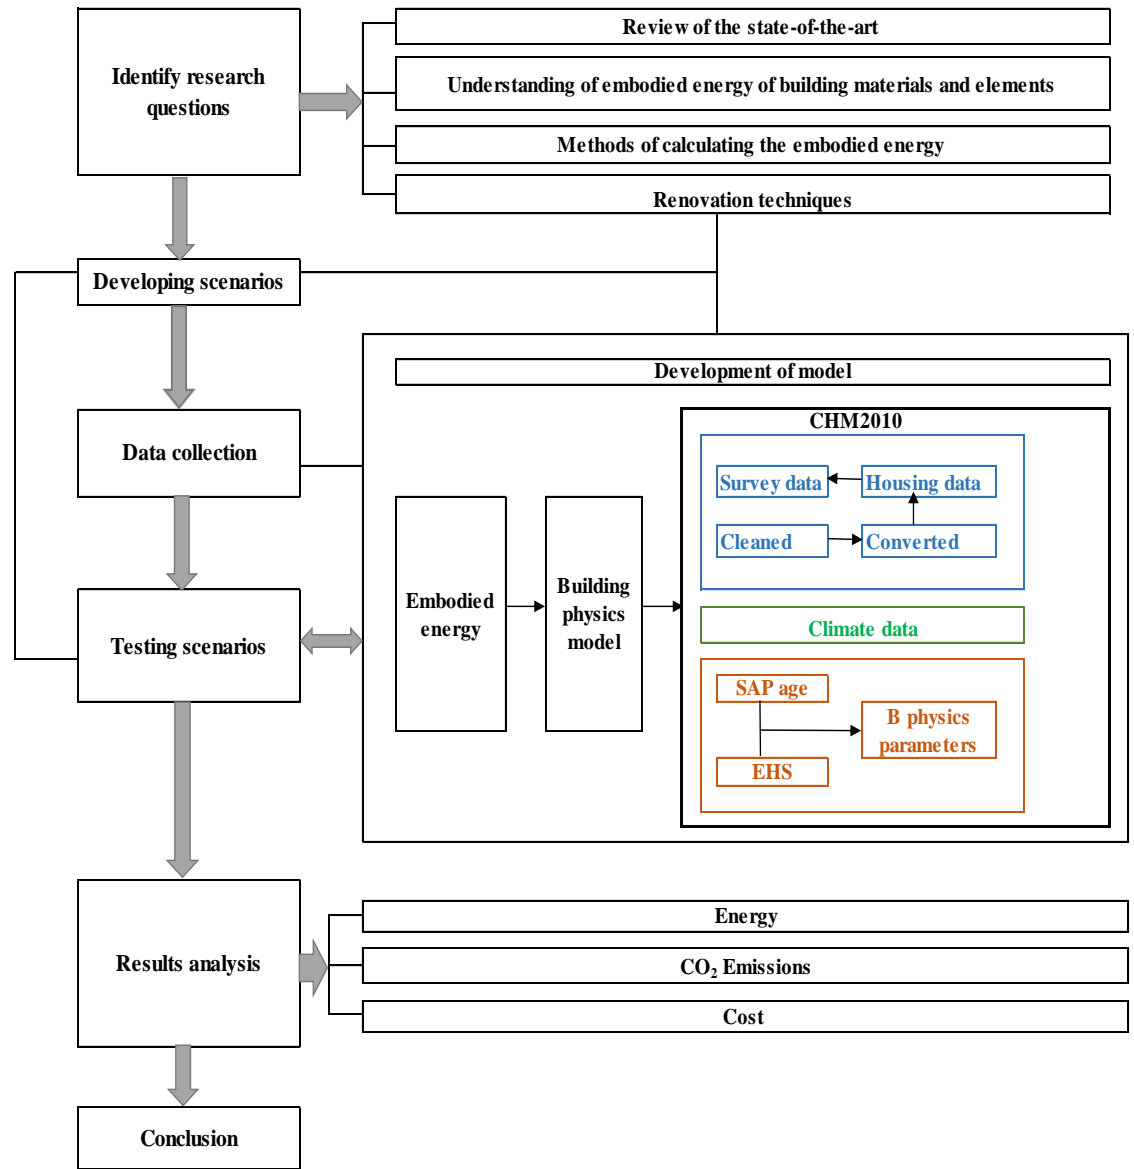 Identify research
questions
Review of the state-of-the-art
Understanding of embodied energy of building materials and elements
Methods of calculating the embodied energy
Renovation techniques
Developing scenarios
Data collection
Testing scenarios
Development of model
Embodied
energy
Building
physics
model
CHM2010
Survey data
Housing data
Cleaned
Converted
Climate data
SAP age
EHS
B physics
parameters
Results analysis
Energy
CO₂ Emissions
Cost
Conclusion